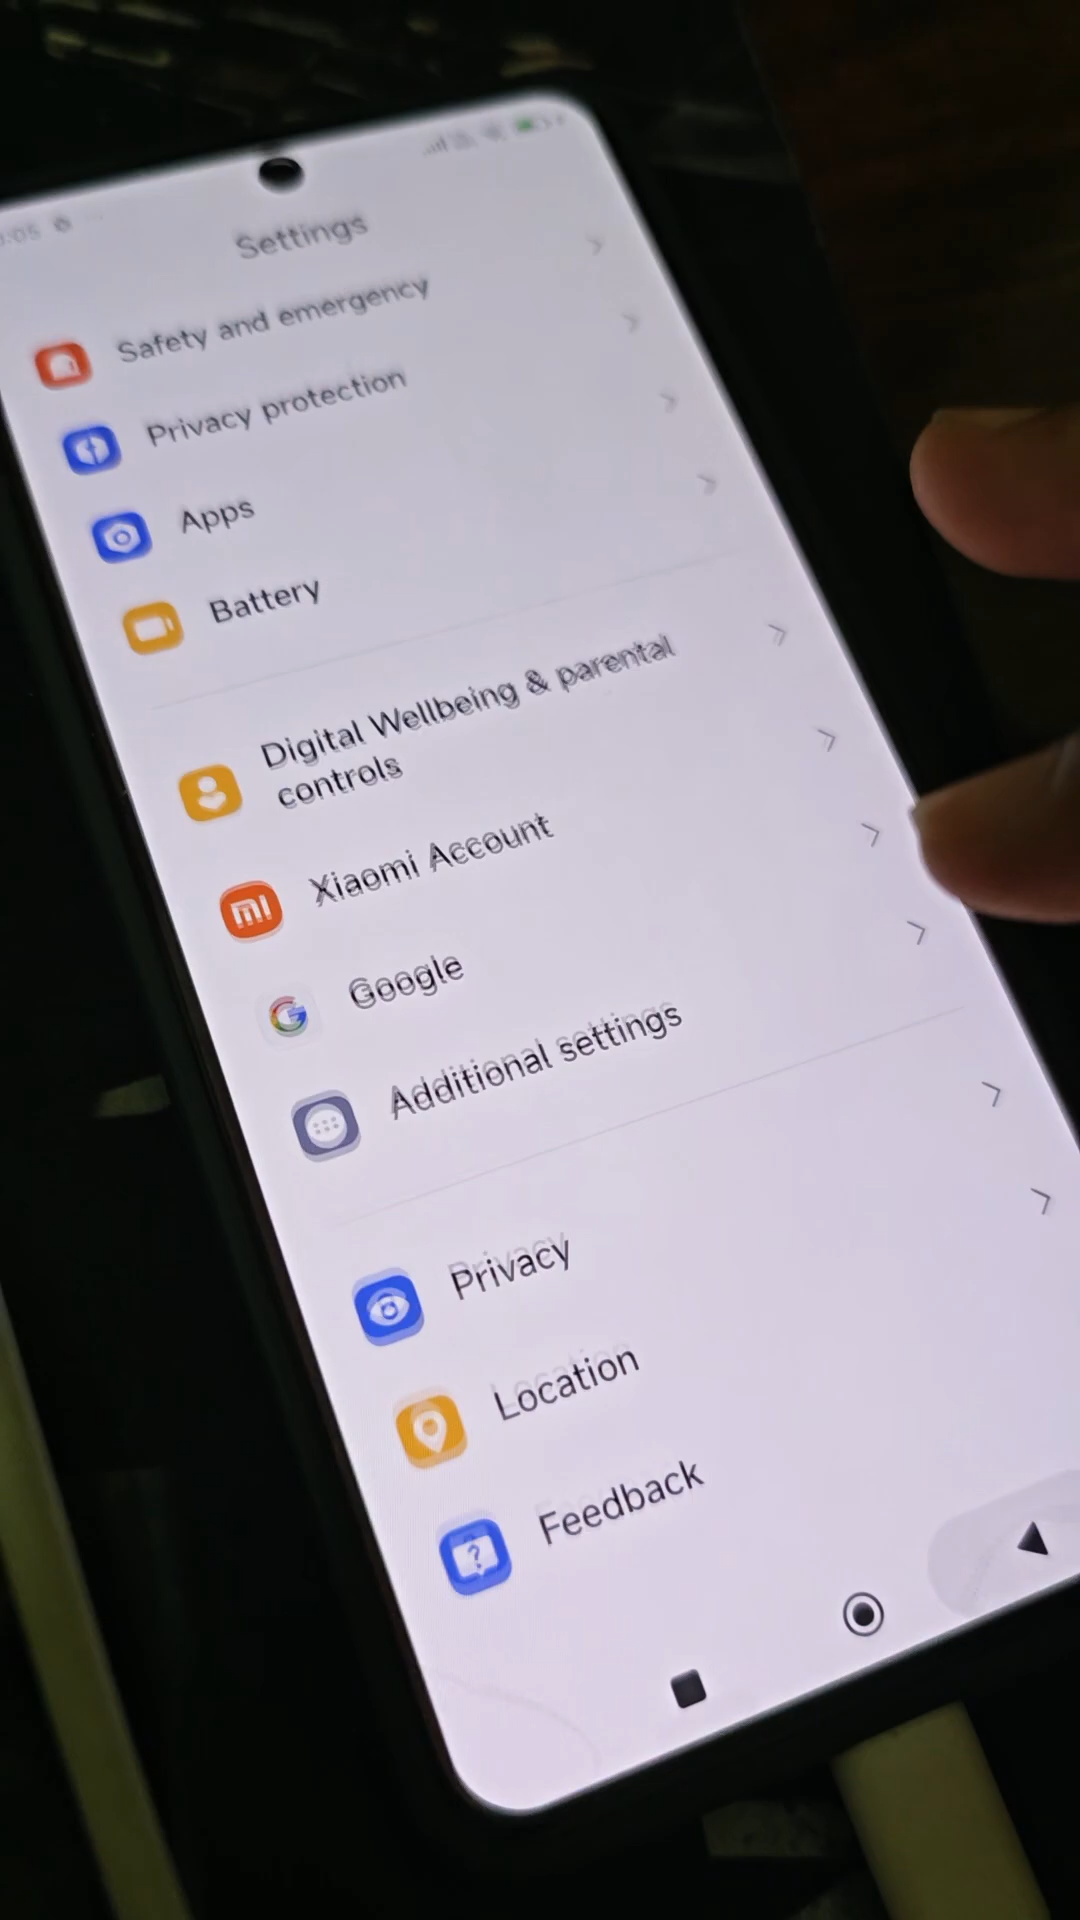 :05
Settings
Safety and emergency
Privacy protection
Apps
Battery
Digital Wellbeing & parental
controls
Xiaomi Account
Google
Additional settings
Privacy
Location
Feedback